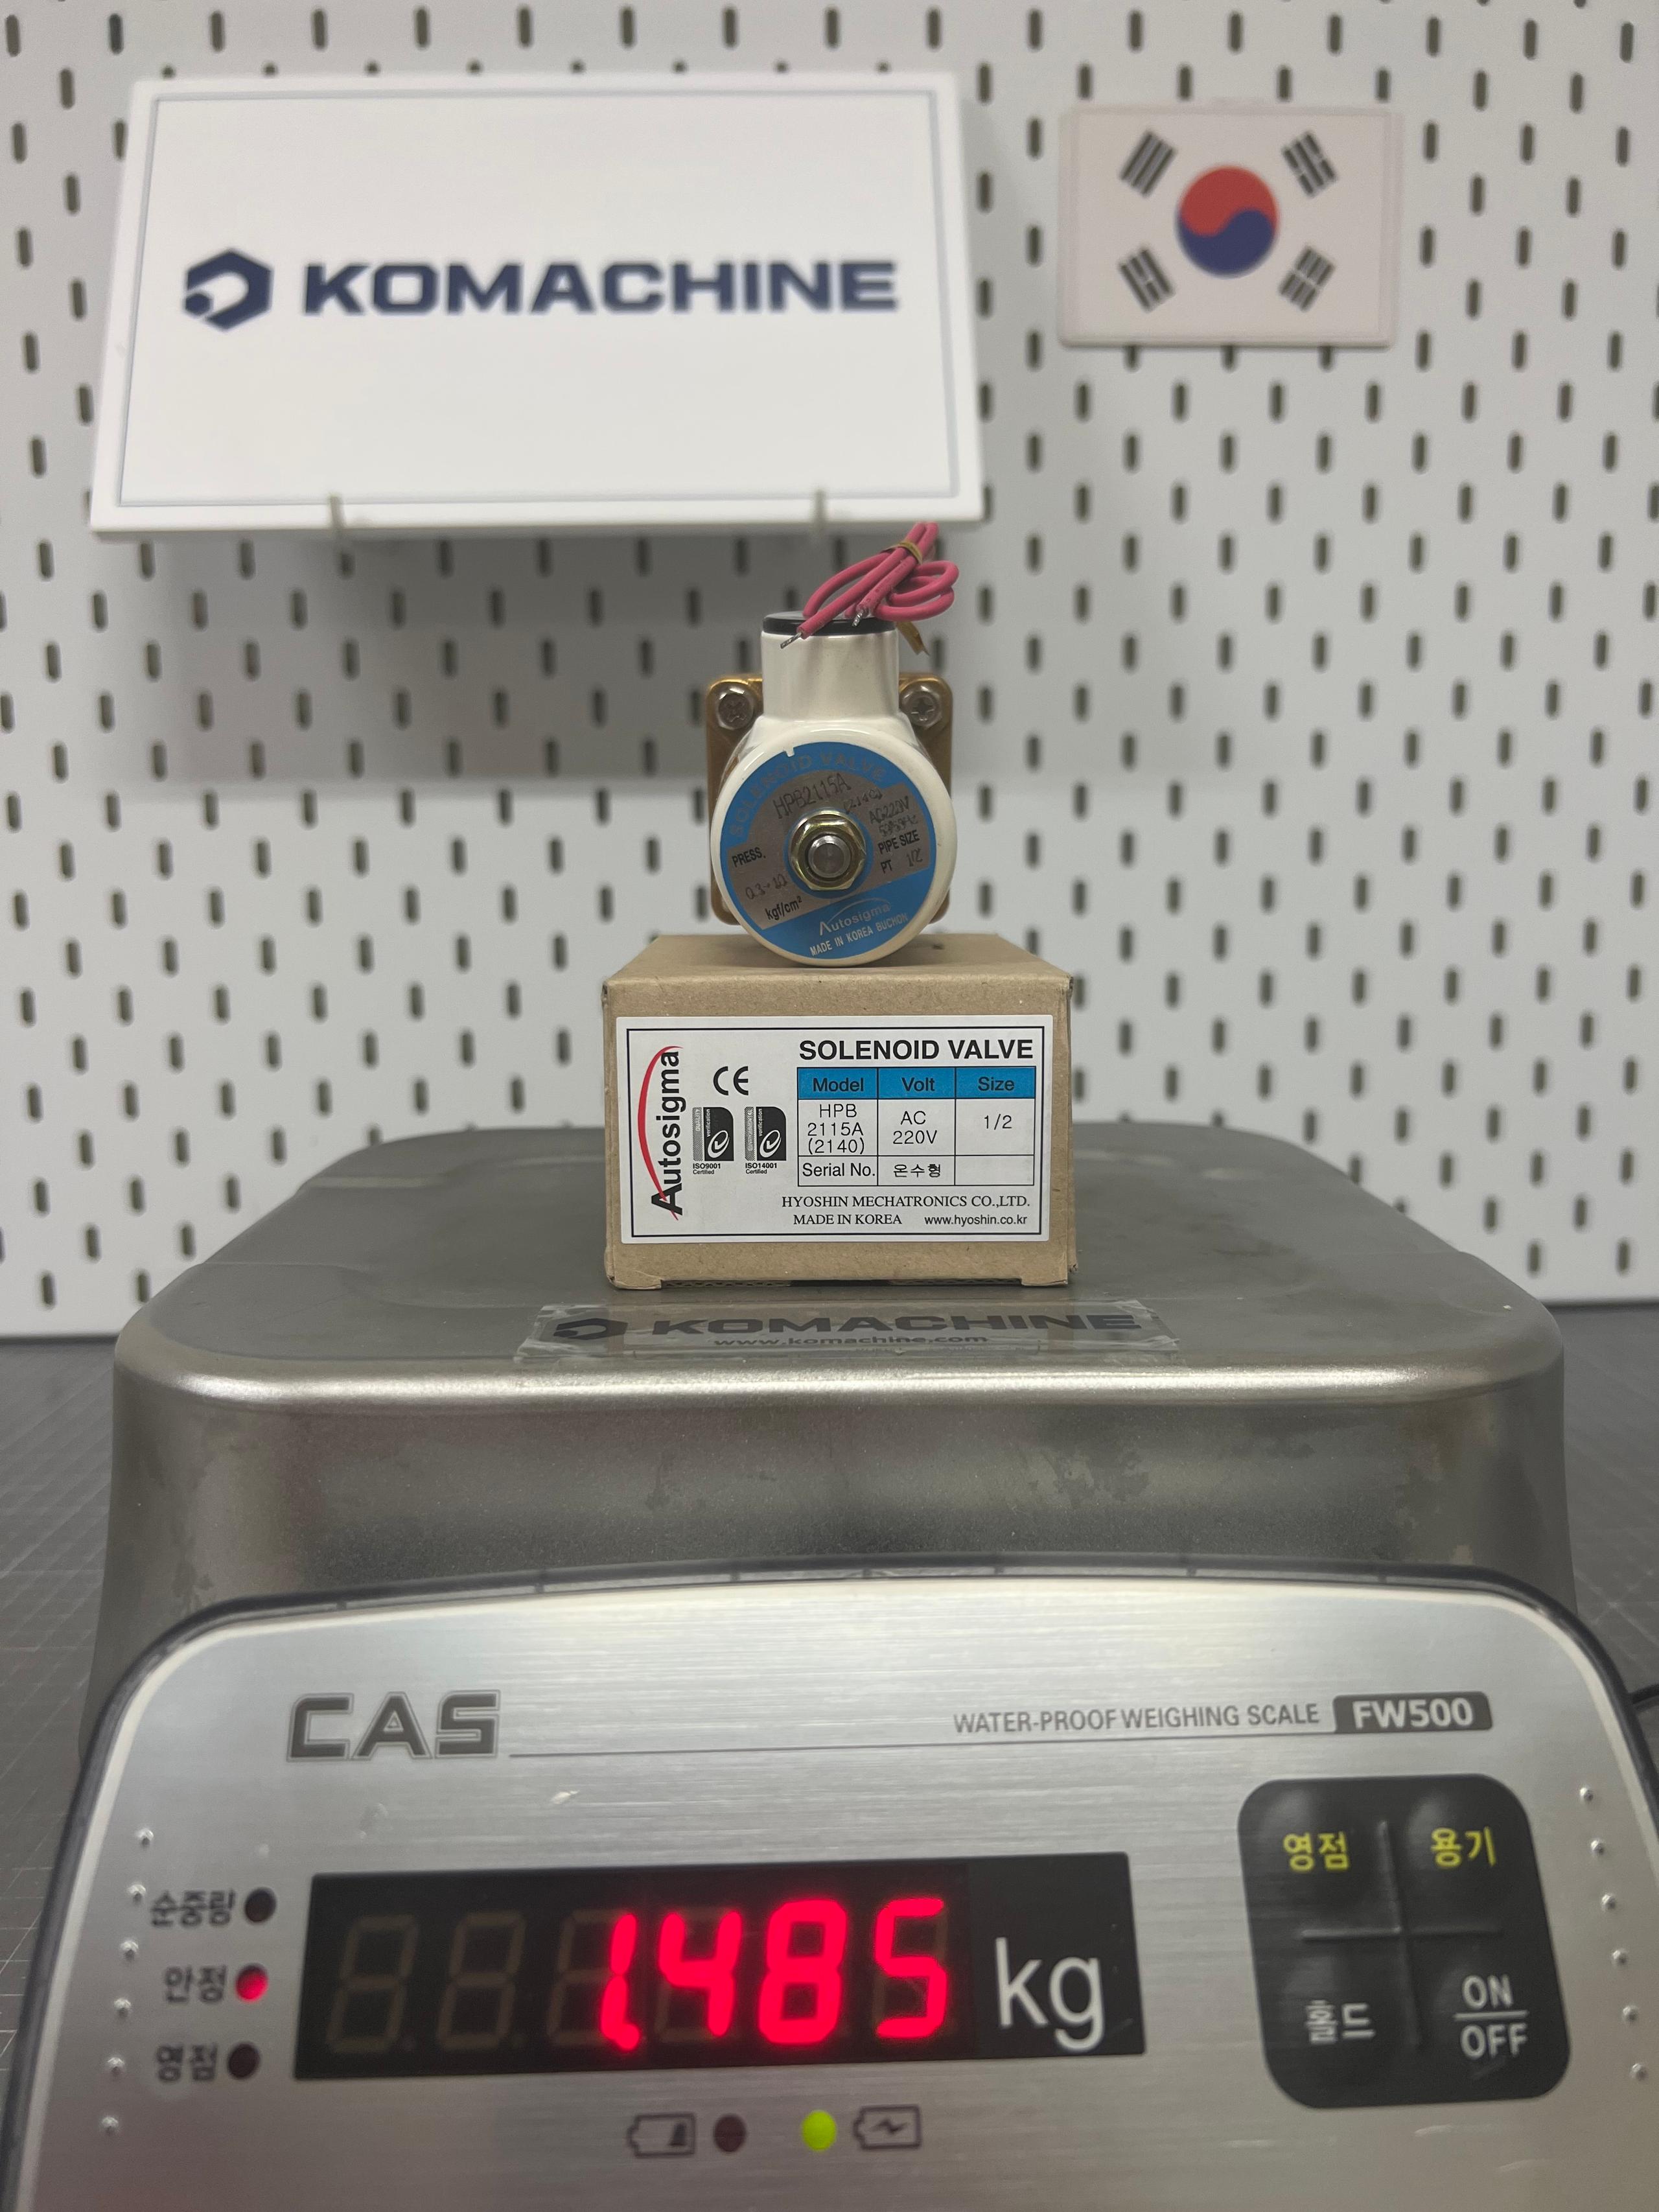 KOMACHINE
SOLENOID VALVE
HPB2115A
AC220V
PRESS.
PIPE SIZE
PT 1/2
kgf/cm²
Autosigma
MADE IN KOREA BUCHON
Autosigma
CE
ISO9001
Certified
ISO14001
Certified
SOLENOID VALVE
Model Volt Size
HPB 2115A (2140) AC 220V 1/2
Serial No. 온수형
HYOSHIN MECHATRONICS CO.,LTD.
MADE IN KOREA www.hyoshin.co.kr
KOMACHINE
www.komachine.com
CAS
WATER-PROOF WEIGHING SCALE FW500
순중량
안정
영점
1.485 kg
영점 용기
홀드 ON/OFF